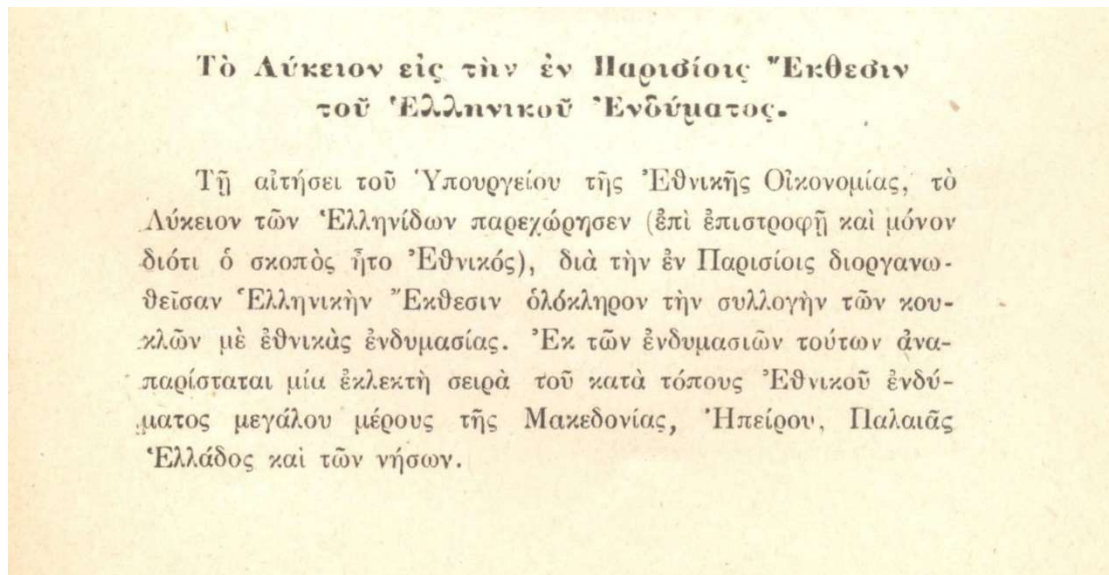 Τὸ Λύκειον εἰς τὴν ἐν Παρισίοις Ἔκθεσιν
τοῦ Ἑλληνικοῦ Ἐνδύματος.
Τῇ αἰτήσει τοῦ Ὑπουργείου τῆς Ἐθνικῆς Οἰκονομίας, τὸ
Λύκειον τῶν Ἑλληνίδων παρεχώρησεν (ἐπὶ ἐπιστροφῇ καὶ μόνον
διότι ὁ σκοπὸς ἦτο Ἐθνικός), διὰ τὴν ἐν Παρισίοις διοργανω-
θεῖσαν Ἑλληνικὴν Ἔκθεσιν ὁλόκληρον τὴν συλλογὴν τῶν κου-
κλῶν μὲ ἐθνικὰς ἐνδυμασίας. Ἐκ τῶν ἐνδυμασιῶν τούτων ἀνα-
παρίσταται μία ἐκλεκτὴ σειρὰ τοῦ κατὰ τόπους Ἐθνικοῦ ἐνδύ-
ματος μεγάλου μέρους τῆς Μακεδονίας, Ἠπείρου, Παλαιᾶς
Ἑλλάδος καὶ τῶν νήσων.